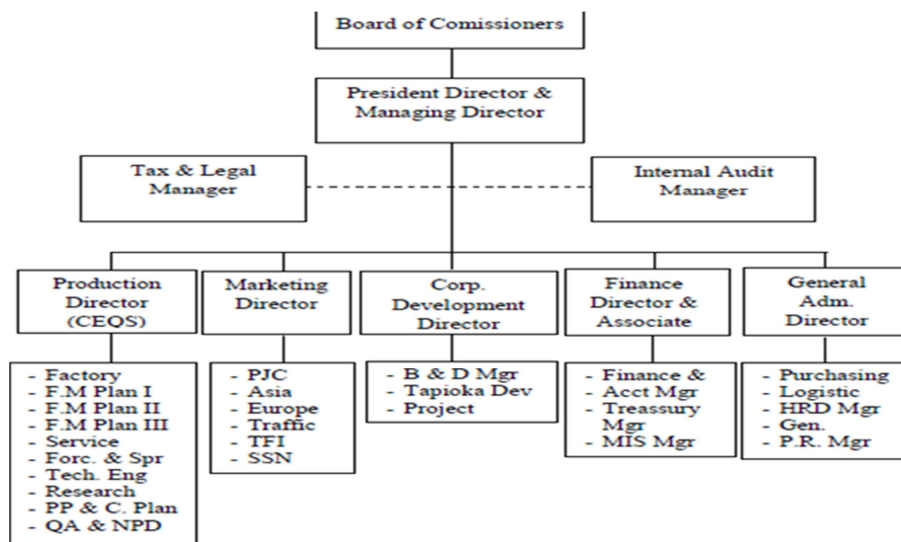 Board of Comissioners
President Director &
Managing Director
Tax & Legal
Manager
Internal Audit
Manager
Production
Director
(CEQS)
Marketing
Director
Corp.
Development
Director
Finance
Director &
Associate
General
Adm.
Director
- Factory
- F.M Plan I
- F.M Plan II
- F.M Plan III
- Service
- Forc. & Spr
- Tech. Eng
- Research
- PP & C. Plan
- QA & NPD
- PJC
- Asia
- Europe
- Traffic
- TFI
- SSN
- B & D Mgr
- Tapioka Dev
- Project
- Finance &
- Acct Mgr
- Treassury
Mgr
- MIS Mgr
- Purchasing
- Logistic
- HRD Mgr
- Gen.
- P.R. Mgr